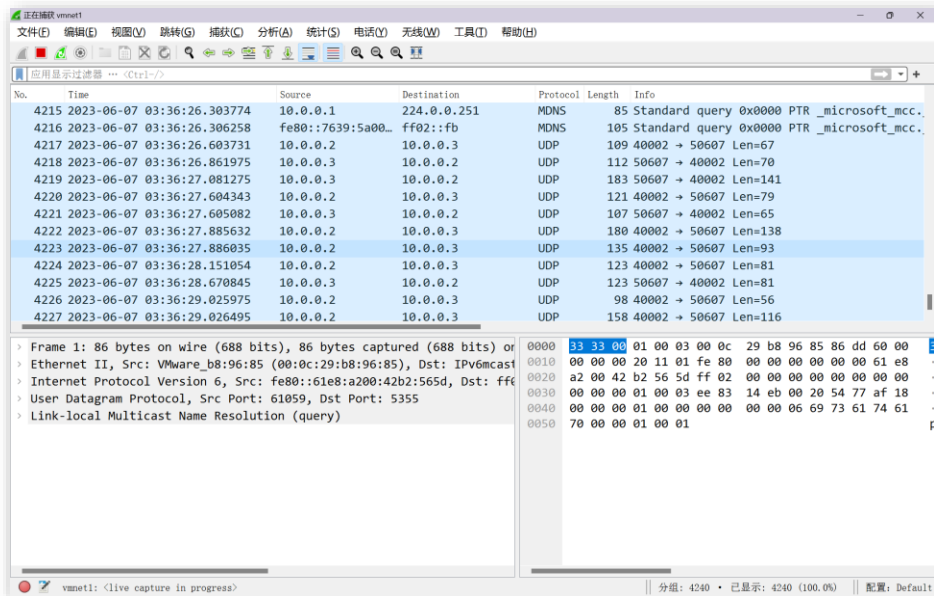 正在捕获 vmnet1
文件(F) 编辑(E) 视图(V) 跳转(G) 捕获(C) 分析(A) 统计(S) 电话(Y) 无线(W) 工具(T) 帮助(H)
应用显示过滤器 … <Ctrl-/>
No. Time Source Destination Protocol Length Info
4215 2023-06-07 03:36:26.303774 10.0.0.1 224.0.0.251 MDNS 85 Standard query 0x0000 PTR _microsoft_mcc.
4216 2023-06-07 03:36:26.306258 fe80::7639:5a00… ff02::fb MDNS 105 Standard query 0x0000 PTR _microsoft_mcc.
4217 2023-06-07 03:36:26.603731 10.0.0.2 10.0.0.3 UDP 109 40002 → 50607 Len=67
4218 2023-06-07 03:36:26.861975 10.0.0.3 10.0.0.2 UDP 112 50607 → 40002 Len=70
4219 2023-06-07 03:36:27.081275 10.0.0.3 10.0.0.2 UDP 183 50607 → 40002 Len=141
4220 2023-06-07 03:36:27.604343 10.0.0.2 10.0.0.3 UDP 121 40002 → 50607 Len=79
4221 2023-06-07 03:36:27.605082 10.0.0.3 10.0.0.2 UDP 107 50607 → 40002 Len=65
4222 2023-06-07 03:36:27.885632 10.0.0.2 10.0.0.3 UDP 180 40002 → 50607 Len=138
4223 2023-06-07 03:36:27.886035 10.0.0.2 10.0.0.3 UDP 135 40002 → 50607 Len=93
4224 2023-06-07 03:36:28.151054 10.0.0.2 10.0.0.3 UDP 123 40002 → 50607 Len=81
4225 2023-06-07 03:36:28.670845 10.0.0.3 10.0.0.2 UDP 123 50607 → 40002 Len=81
4226 2023-06-07 03:36:29.025975 10.0.0.2 10.0.0.3 UDP 98 40002 → 50607 Len=56
4227 2023-06-07 03:36:29.026495 10.0.0.2 10.0.0.3 UDP 158 40002 → 50607 Len=116
Frame 1: 86 bytes on wire (688 bits), 86 bytes captured (688 bits) or
Ethernet II, Src: VMware_b8:96:85 (00:0c:29:b8:96:85), Dst: IPv6mcast
Internet Protocol Version 6, Src: fe80::61e8:a200:42b2:565d, Dst: ff0
User Datagram Protocol, Src Port: 61059, Dst Port: 5355
Link-local Multicast Name Resolution (query)
0000 33 33 00 01 00 03 00 0c 29 b8 96 85 86 dd 60 00
0010 00 00 00 20 11 01 fe 80 00 00 00 00 00 00 61 e8
0020 a2 00 42 b2 56 5d ff 02 00 00 00 00 00 00 00 00
0030 00 00 00 01 00 03 ee 83 14 eb 00 20 54 77 af 18
0040 00 00 00 01 00 00 00 00 00 00 06 69 73 61 74 61
0050 70 00 00 01 00 01
vmnet1: <live capture in progress> 分组: 4240 • 已显示: 4240 (100.0%) 配置: Default